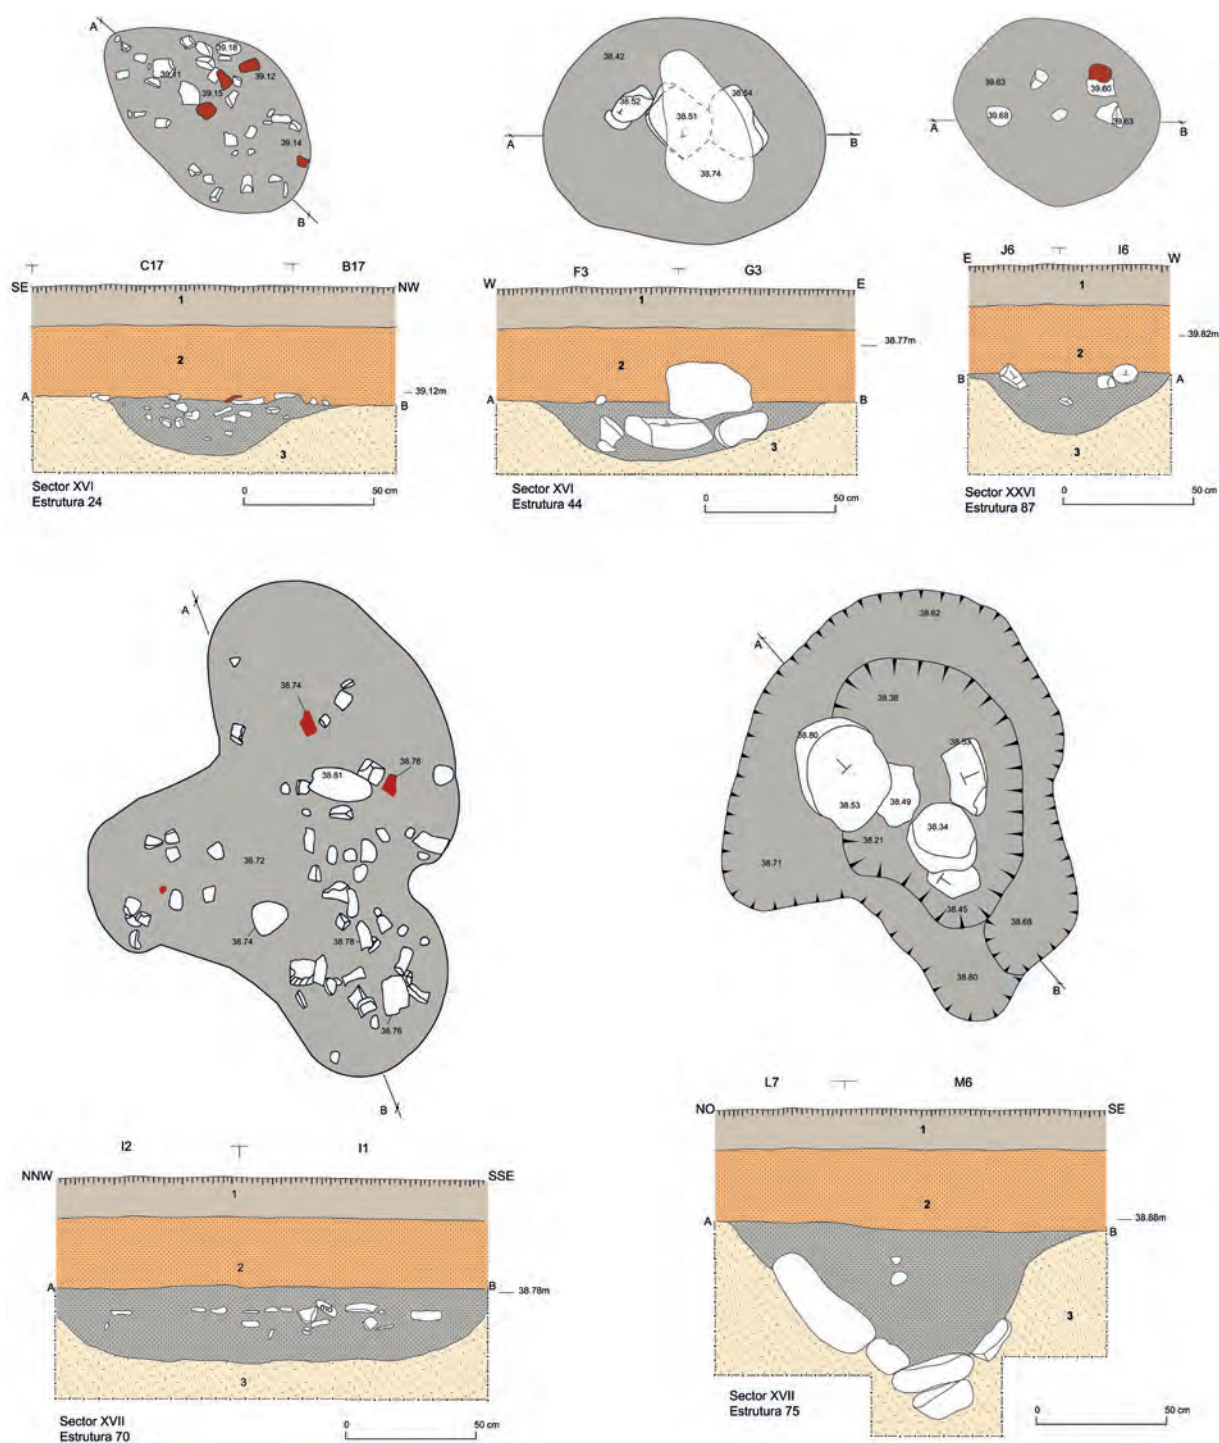 A
39.18
39.11
39.12
39.15
39.14
B
C17 B17
SE NW
1
2
39.12m
A B
3
Sector XVI
Estrutura 24
0 50 cm
38.42
38.52
38.54
38.51
A B
38.74
F3 G3
W E
1
38.77m
2
A B
3
Sector XVI
Estrutura 44
0 50 cm
39.63
39.60
39.68
39.63
A B
J6 I6
E W
1
39.82m
2
B A
3
Sector XXVI
Estrutura 87
0 50 cm
A
38.74
38.76
38.81
38.72
38.74
38.78
38.76
B
I2 I1
NNW SSE
1
2
A B
38.78m
3
Sector XVII
Estrutura 70
0 50 cm
38.62
A
38.38
38.80
38.53
38.53
38.49
38.34
38.21
38.71
38.45
38.68
38.80
B
L7 M6
NO SE
1
2
A
38.88m
B
3
Sector XVII
Estrutura 75
0 50 cm